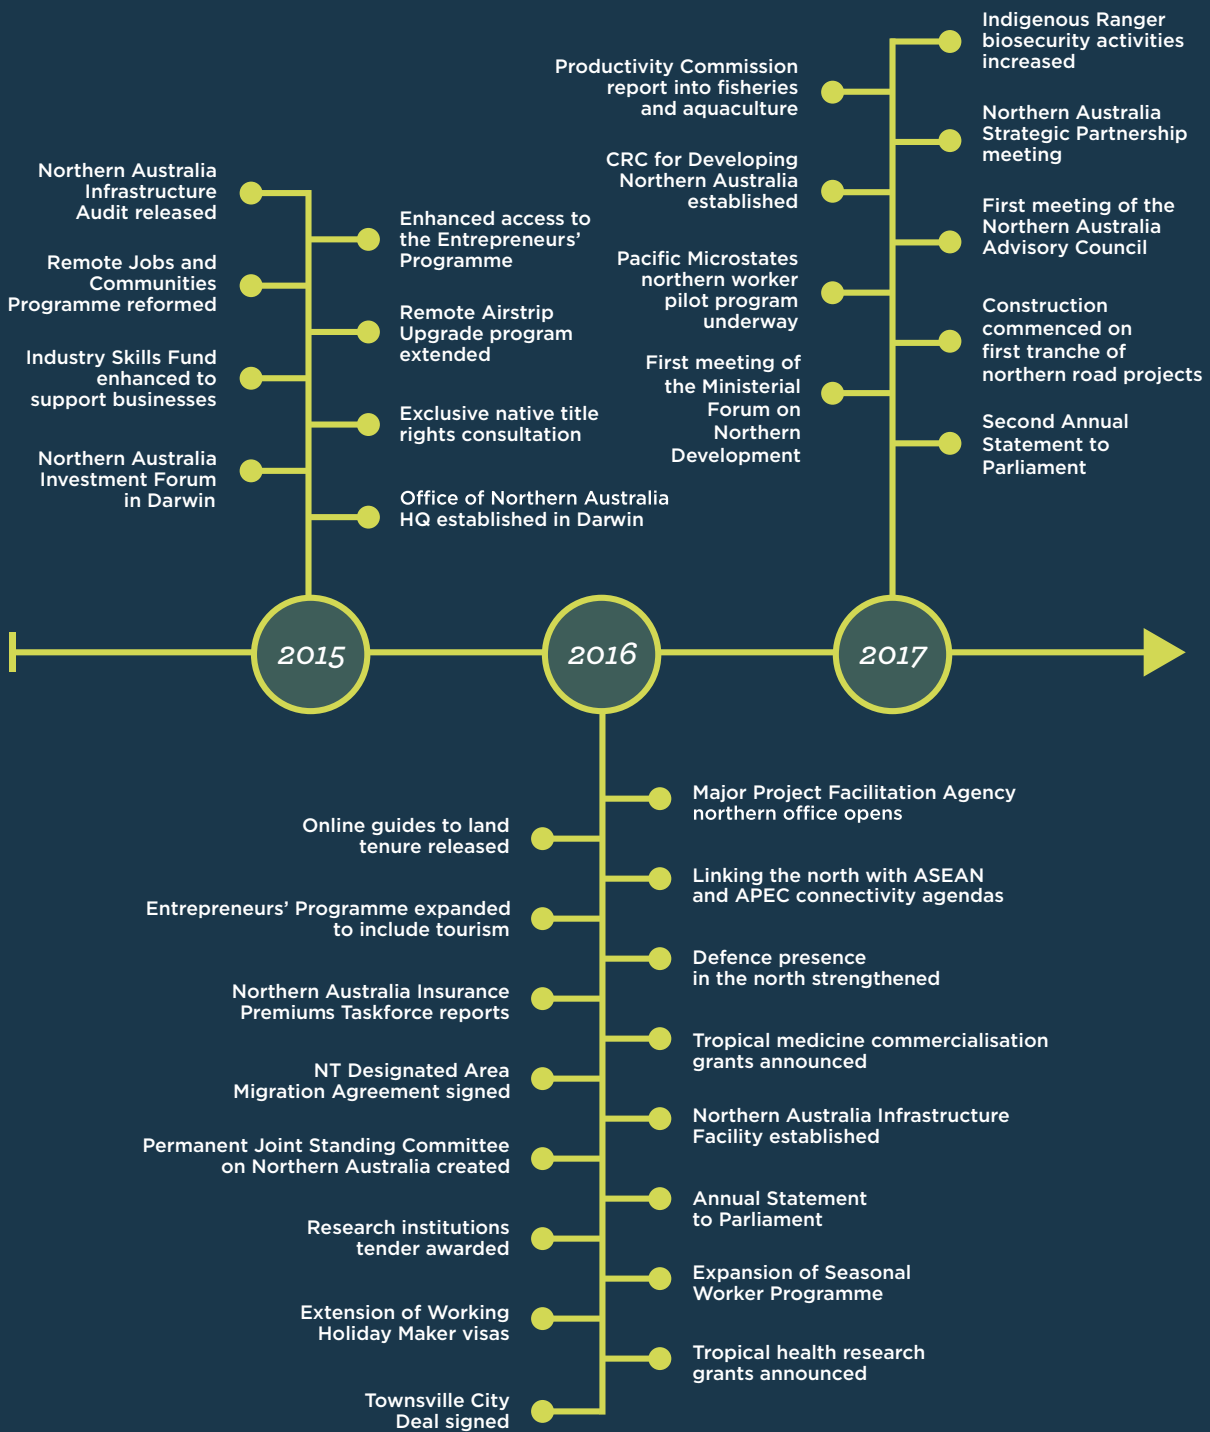 Northern Australia
Infrastructure
Audit released
Enhanced access to
the Entrepreneurs’
Programme
Remote Jobs and
Communities
Programme reformed
Remote Airstrip
Upgrade program
extended
Industry Skills Fund
enhanced to
support businesses
Exclusive native title
rights consultation
Northern Australia
Investment Forum
in Darwin
Office of Northern Australia
HQ established in Darwin
Indigenous Ranger
biosecurity activities
increased
Productivity Commission
report into fisheries
and aquaculture
Northern Australia
Strategic Partnership
meeting
CRC for Developing
Northern Australia
established
First meeting of the
Northern Australia
Advisory Council
Pacific Microstates
northern worker
pilot program
underway
Construction
commenced on
first tranche of
northern road projects
First meeting of
the Ministerial
Forum on
Northern
Development
Second Annual
Statement to
Parliament
2015
2016
2017
Major Project Facilitation Agency
northern office opens
Online guides to land
tenure released
Linking the north with ASEAN
and APEC connectivity agendas
Entrepreneurs’ Programme expanded
to include tourism
Defence presence
in the north strengthened
Northern Australia Insurance
Premiums Taskforce reports
Tropical medicine commercialisation
grants announced
NT Designated Area
Migration Agreement signed
Northern Australia Infrastructure
Facility established
Permanent Joint Standing Committee
on Northern Australia created
Annual Statement
to Parliament
Research institutions
tender awarded
Expansion of Seasonal
Worker Programme
Extension of Working
Holiday Maker visas
Tropical health research
grants announced
Townsville City
Deal signed